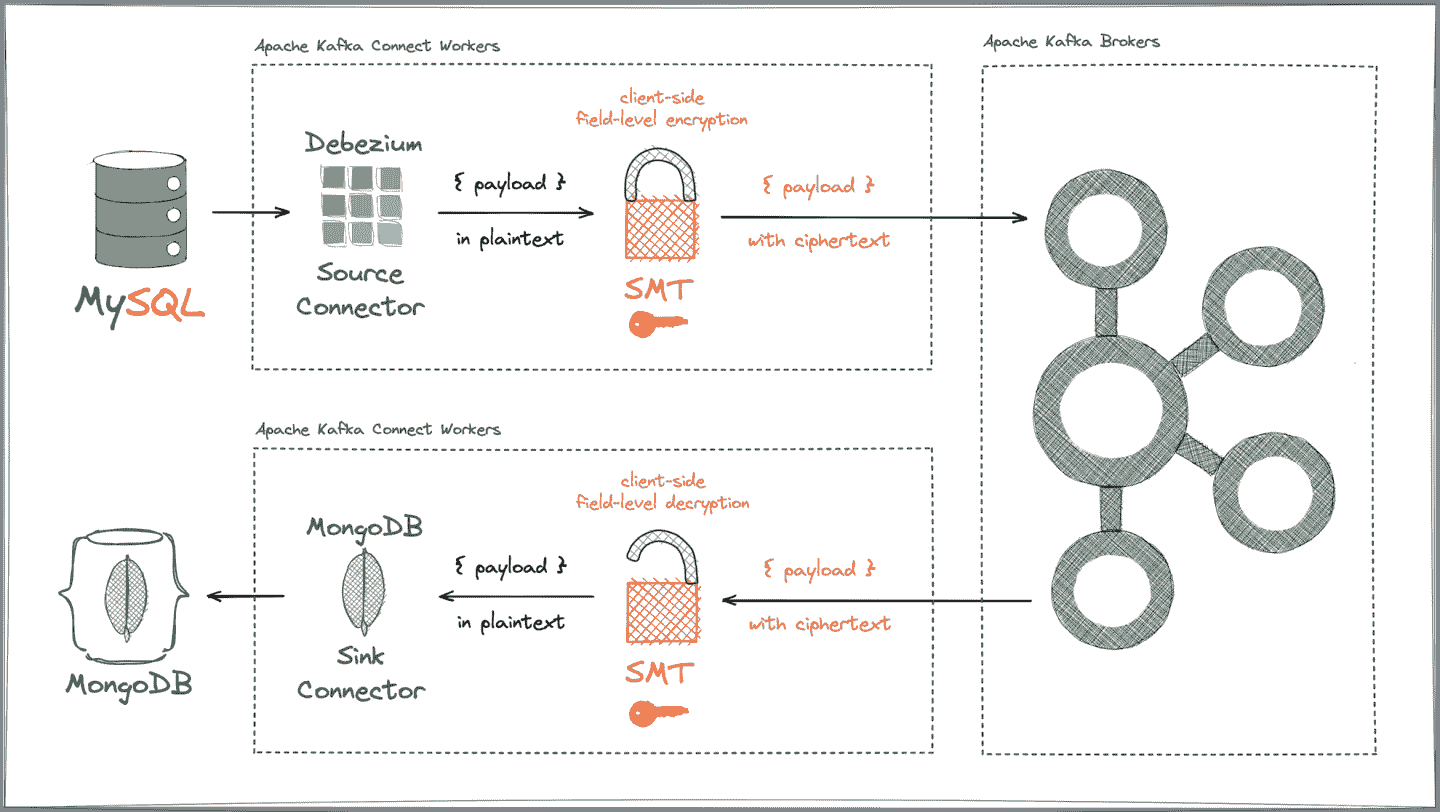 Apache Kafka Connect Workers
Apache Kafka Brokers
client-side
field-level encryption
Debezium
{ payload }
{ payload }
in plaintext
with ciphertext
Source
Connector
SMT
MySQL
Apache Kafka Connect Workers
client-side
field-level decryption
MongoDB
{ payload }
{ payload }
in plaintext
with ciphertext
Sink
Connector
SMT
MongoDB